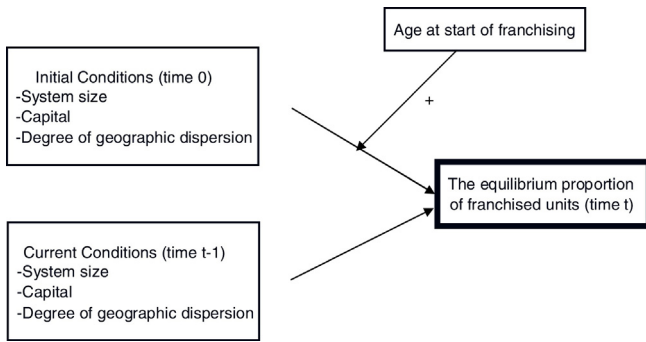 Age at start of franchising
Initial Conditions (time 0)
-System size
-Capital
-Degree of geographic dispersion
+
The equilibrium proportion
of franchised units (time t)
Current Conditions (time t-1)
-System size
-Capital
-Degree of geographic dispersion